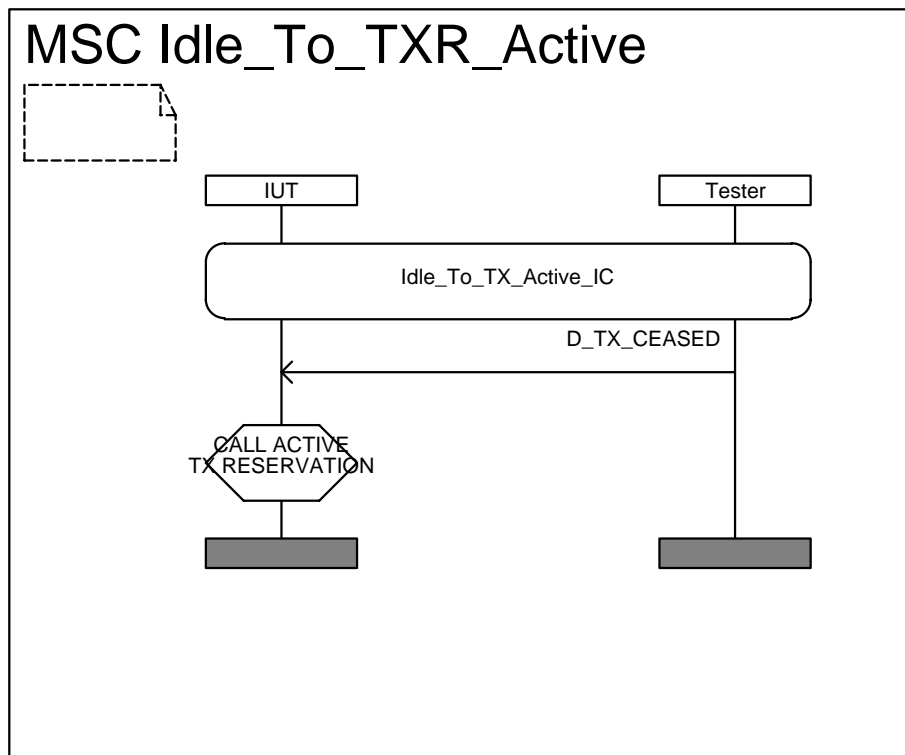 MSC Idle_To_TXR_Active
IUT
Tester
Idle_To_TX_Active_IC
D_TX_CEASED
CALL ACTIVE
TX RESERVATION